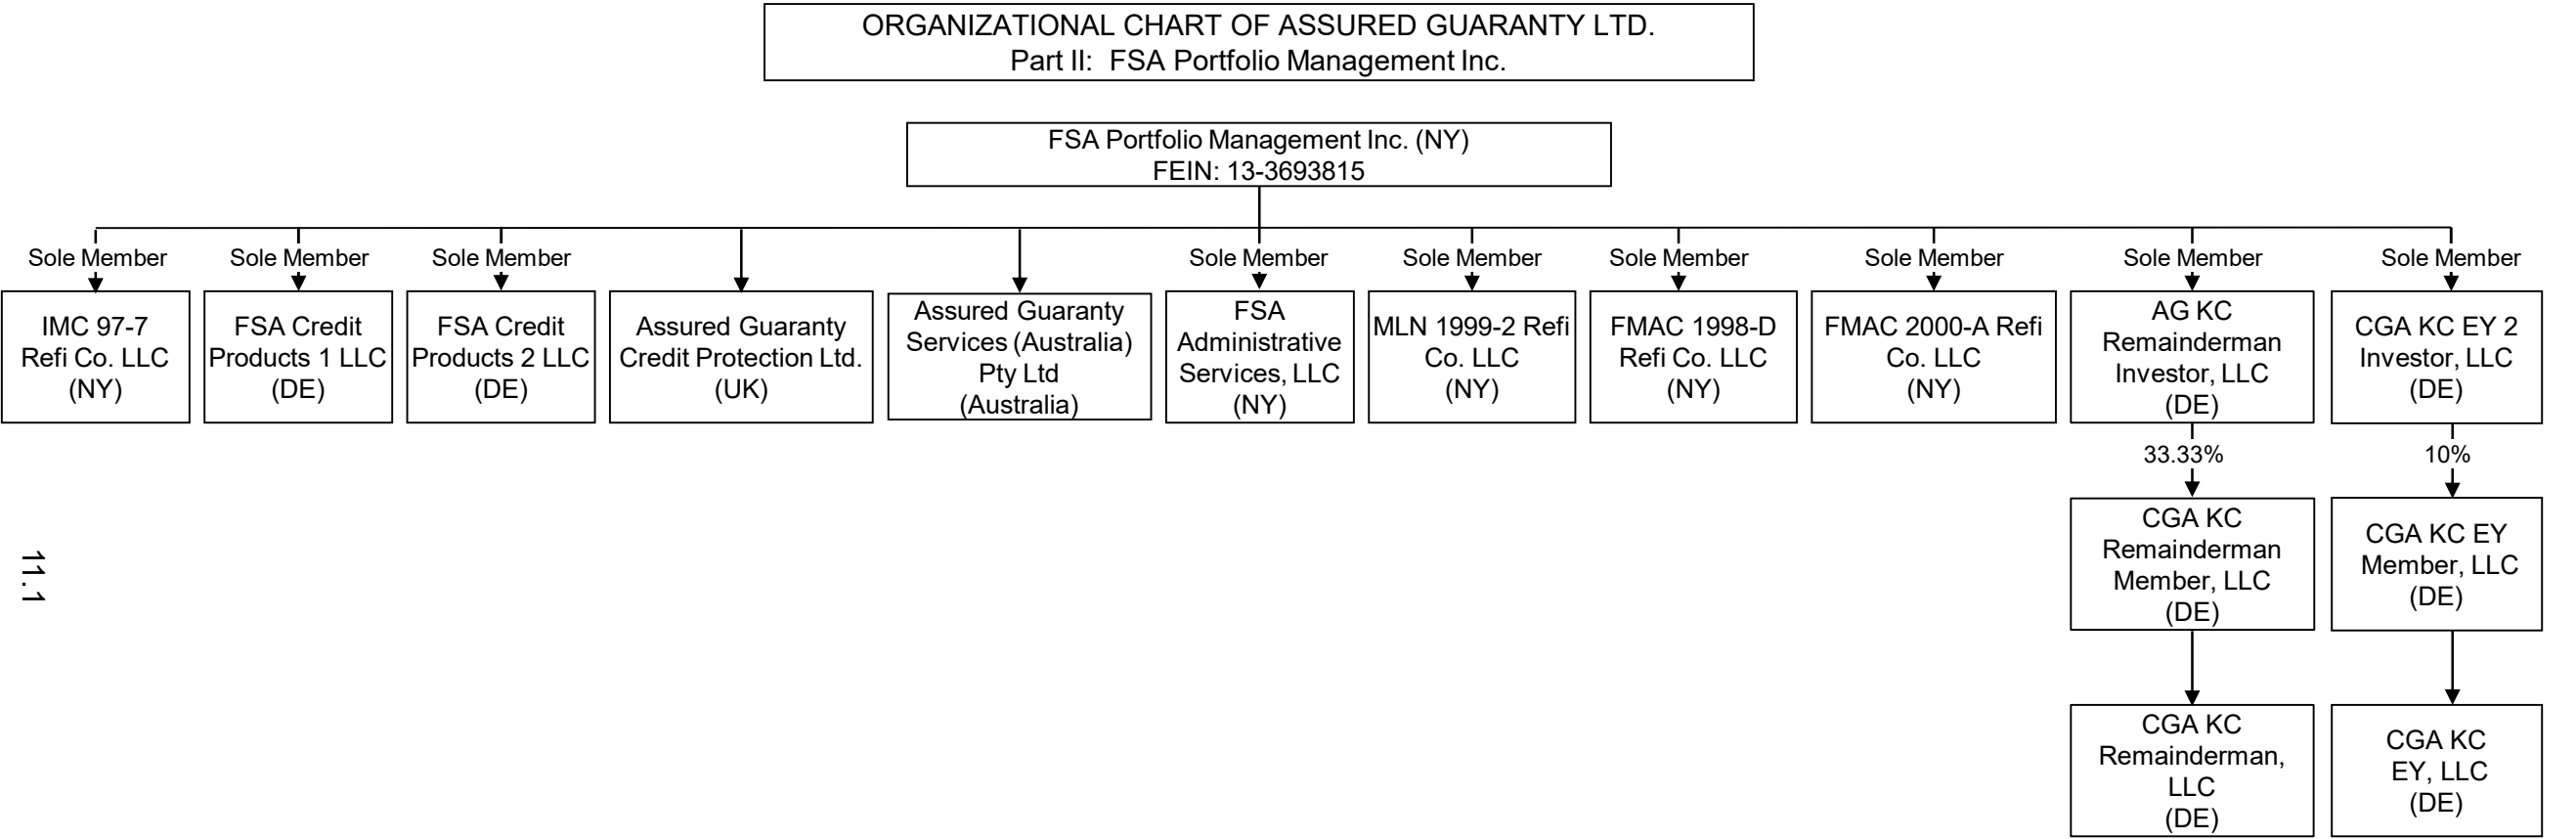 ORGANIZATIONAL CHART OF ASSURED GUARANTY LTD.
Part II: FSA Portfolio Management Inc.
FSA Portfolio Management Inc. (NY)
FEIN: 13-3693815
Sole Member
IMC 97-7
Refi Co. LLC
(NY)
Sole Member
FSA Credit
Products 1 LLC
(DE)
Sole Member
FSA Credit
Products 2 LLC
(DE)
Assured Guaranty
Credit Protection Ltd.
(UK)
Assured Guaranty
Services (Australia)
Pty Ltd
(Australia)
Sole Member
FSA
Administrative
Services, LLC
(NY)
Sole Member
MLN 1999-2 Refi
Co. LLC
(NY)
Sole Member
FMAC 1998-D
Refi Co. LLC
(NY)
Sole Member
FMAC 2000-A Refi
Co. LLC
(NY)
Sole Member
AG KC
Remainderman
Investor, LLC
(DE)
33.33%
CGA KC
Remainderman
Member, LLC
(DE)
CGA KC
Remainderman,
LLC
(DE)
Sole Member
CGA KC EY 2
Investor, LLC
(DE)
10%
CGA KC EY
Member, LLC
(DE)
CGA KC
EY, LLC
(DE)
11.1